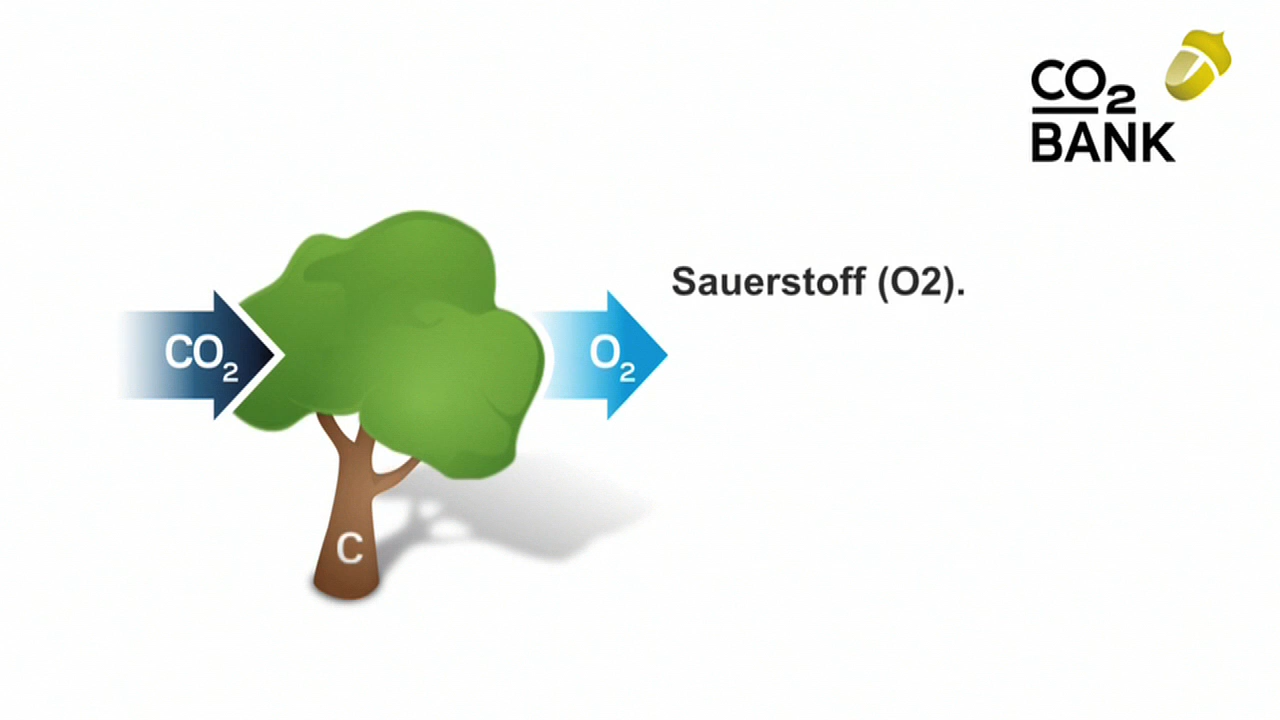 CO₂
BANK
Sauerstoff (O2).
CO₂
O₂
C